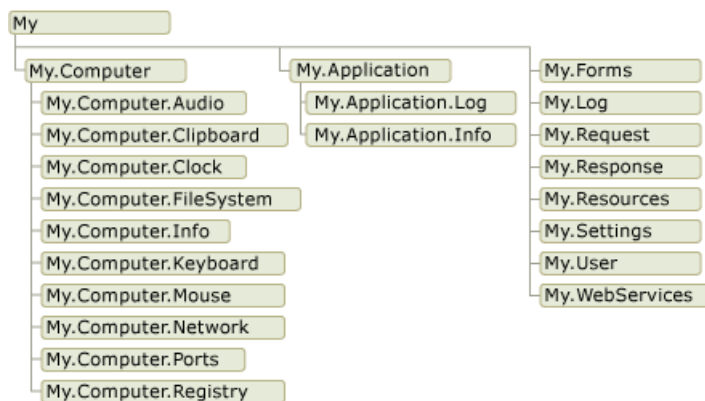 My
My.Computer
My.Computer.Audio
My.Computer.Clipboard
My.Computer.Clock
My.Computer.FileSystem
My.Computer.Info
My.Computer.Keyboard
My.Computer.Mouse
My.Computer.Network
My.Computer.Ports
My.Computer.Registry
My.Application
My.Application.Log
My.Application.Info
My.Forms
My.Log
My.Request
My.Response
My.Resources
My.Settings
My.User
My.WebServices